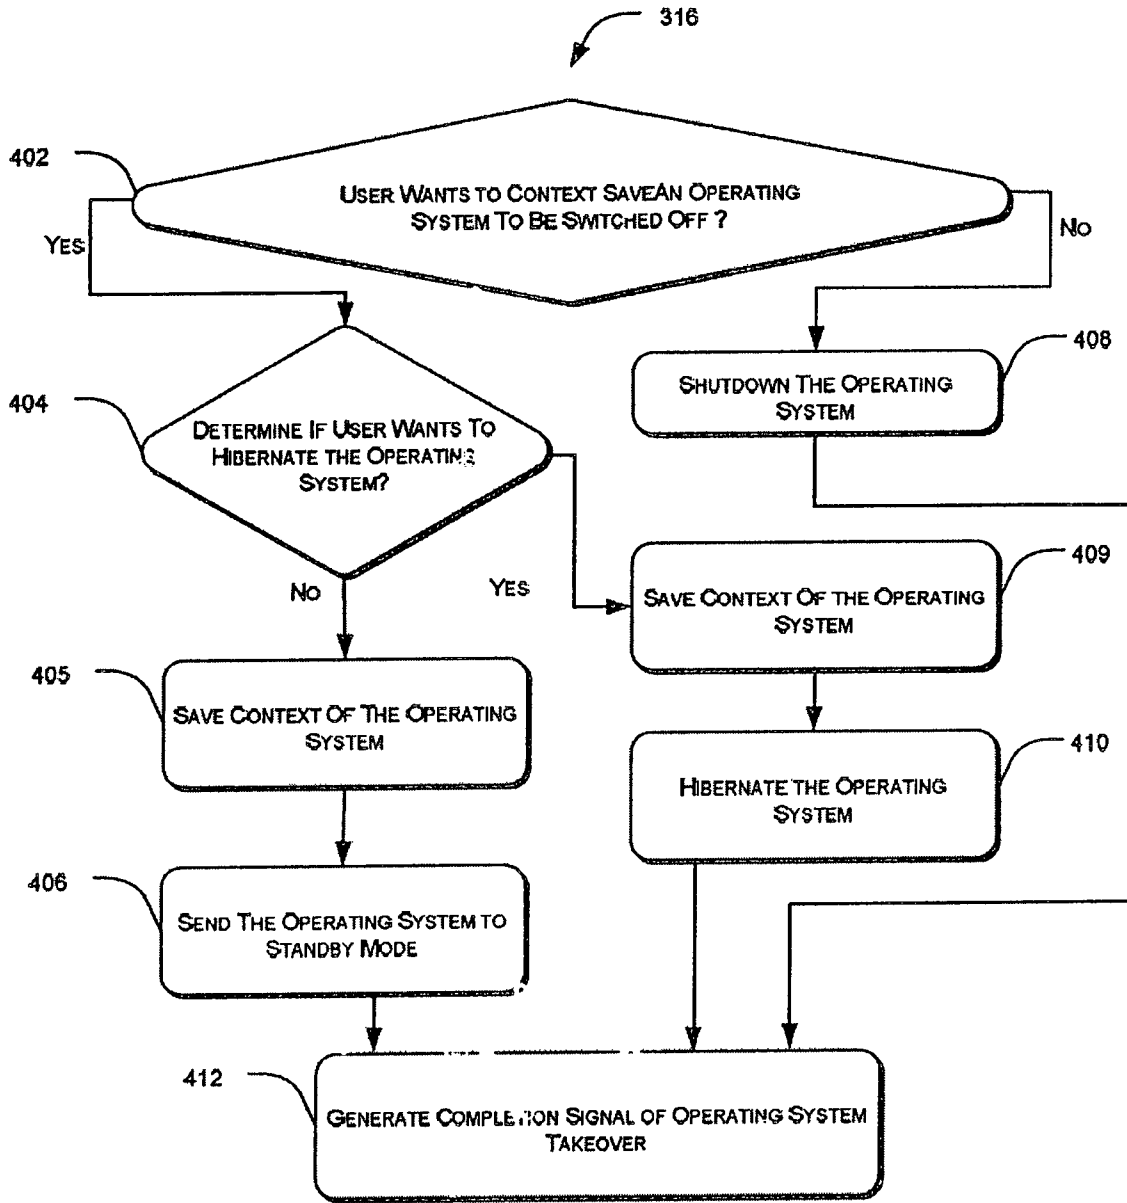 316
402
USER WANTS TO CONTEXT SAVEAN OPERATING
SYSTEM TO BE SWITCHED OFF ?
YES
NO
408
SHUTDOWN THE OPERATING
SYSTEM
404
DETERMINE IF USER WANTS TO
HIBERNATE THE OPERATING
SYSTEM?
NO
YES
409
SAVE CONTEXT OF THE OPERATING
SYSTEM
405
SAVE CONTEXT OF THE OPERATING
SYSTEM
410
HIBERNATE THE OPERATING
SYSTEM
406
SEND THE OPERATING SYSTEM TO
STANDBY MODE
412
GENERATE COMPLETION SIGNAL OF OPERATING SYSTEM
TAKEOVER